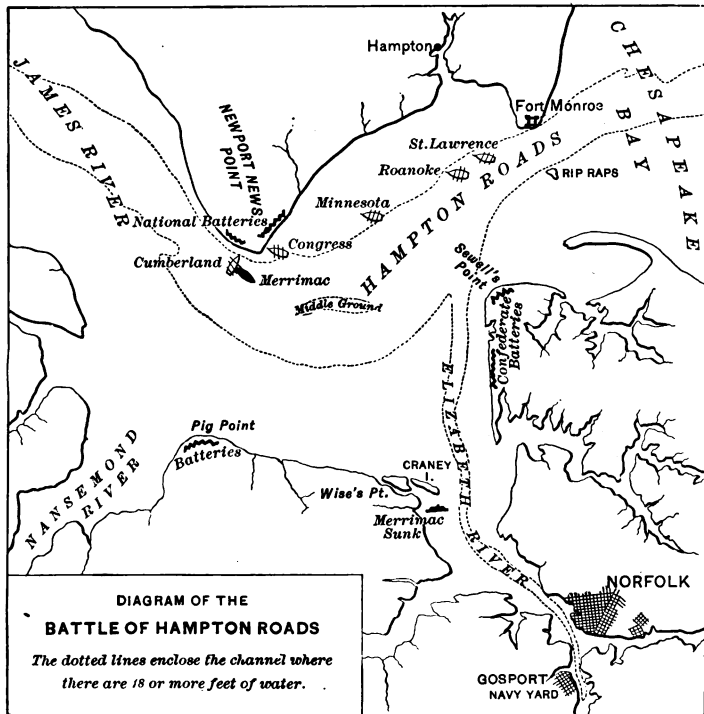 Hampton
CHESAPEAKE
BAY
JAMES RIVER
NEWPORT NEWS
POINT
Fort Monroe
St. Lawrence
Roanoke
HAMPTON ROADS
RIP RAPS
Minnesota
National Batteries
Congress
Cumberland
Merrimac
Sewell's
Point
Middle Ground
Confederate
Batteries
ELIZABETH RIVER
Pig Point
Batteries
NANSEMOND
RIVER
CRANEY
I.
Wise's Pt.
Merrimac
Sunk
NORFOLK
GOSPORT
NAVY YARD
DIAGRAM OF THE
BATTLE OF HAMPTON ROADS
The dotted lines enclose the channel where
there are 18 or more feet of water.